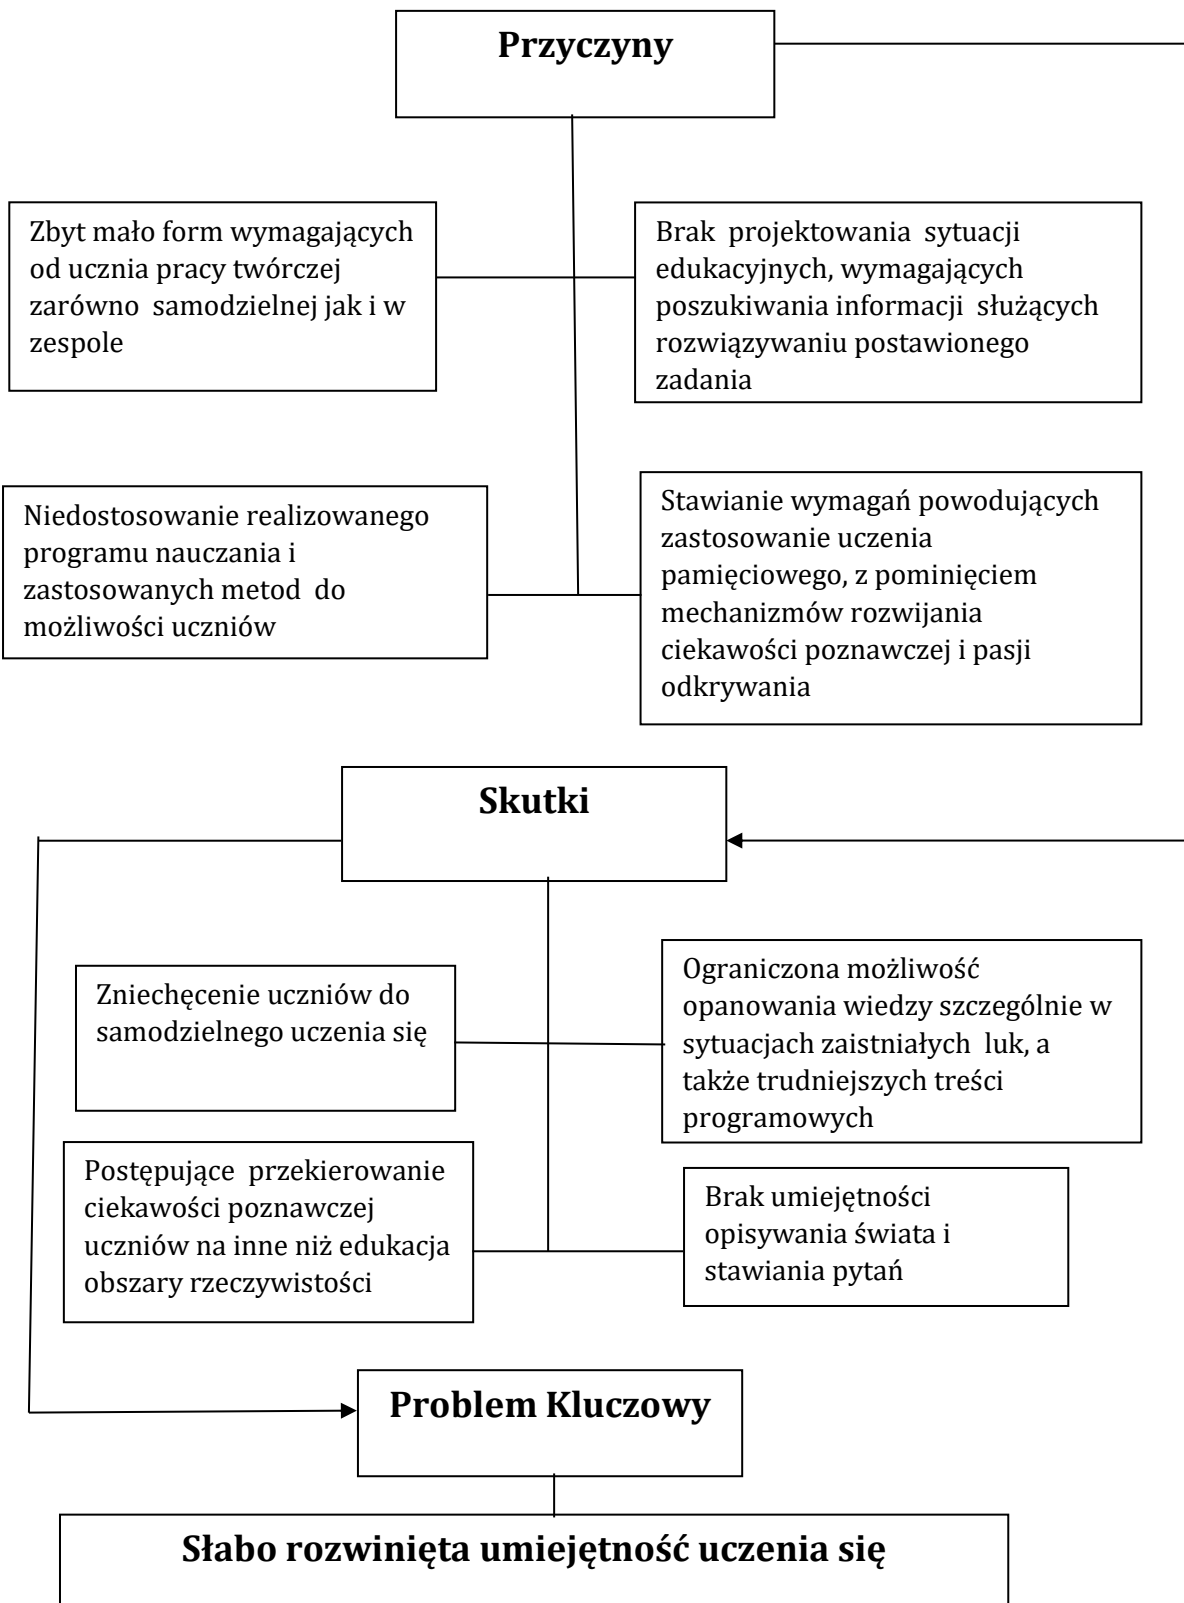 Przyczyny
Zbyt mało form wymagających
od ucznia pracy twórczej
zarówno samodzielnej jak i w
zespole
Brak projektowania sytuacji
edukacyjnych, wymagających
poszukiwania informacji służących
rozwiązywaniu postawionego
zadania
Niedostosowanie realizowanego
programu nauczania i
zastosowanych metod do
możliwości uczniów
Stawianie wymagań powodujących
zastosowanie uczenia
pamięciowego, z pominięciem
mechanizmów rozwijania
ciekawości poznawczej i pasji
odkrywania
Skutki
Zniechęcenie uczniów do
samodzielnego uczenia się
Ograniczona możliwość
opanowania wiedzy szczególnie w
sytuacjach zaistniałych luk, a
także trudniejszych treści
programowych
Postępujące przekierowanie
ciekawości poznawczej
uczniów na inne niż edukacja
obszary rzeczywistości
Brak umiejętności
opisywania świata i
stawiania pytań
Problem Kluczowy
Słabo rozwinięta umiejętność uczenia się